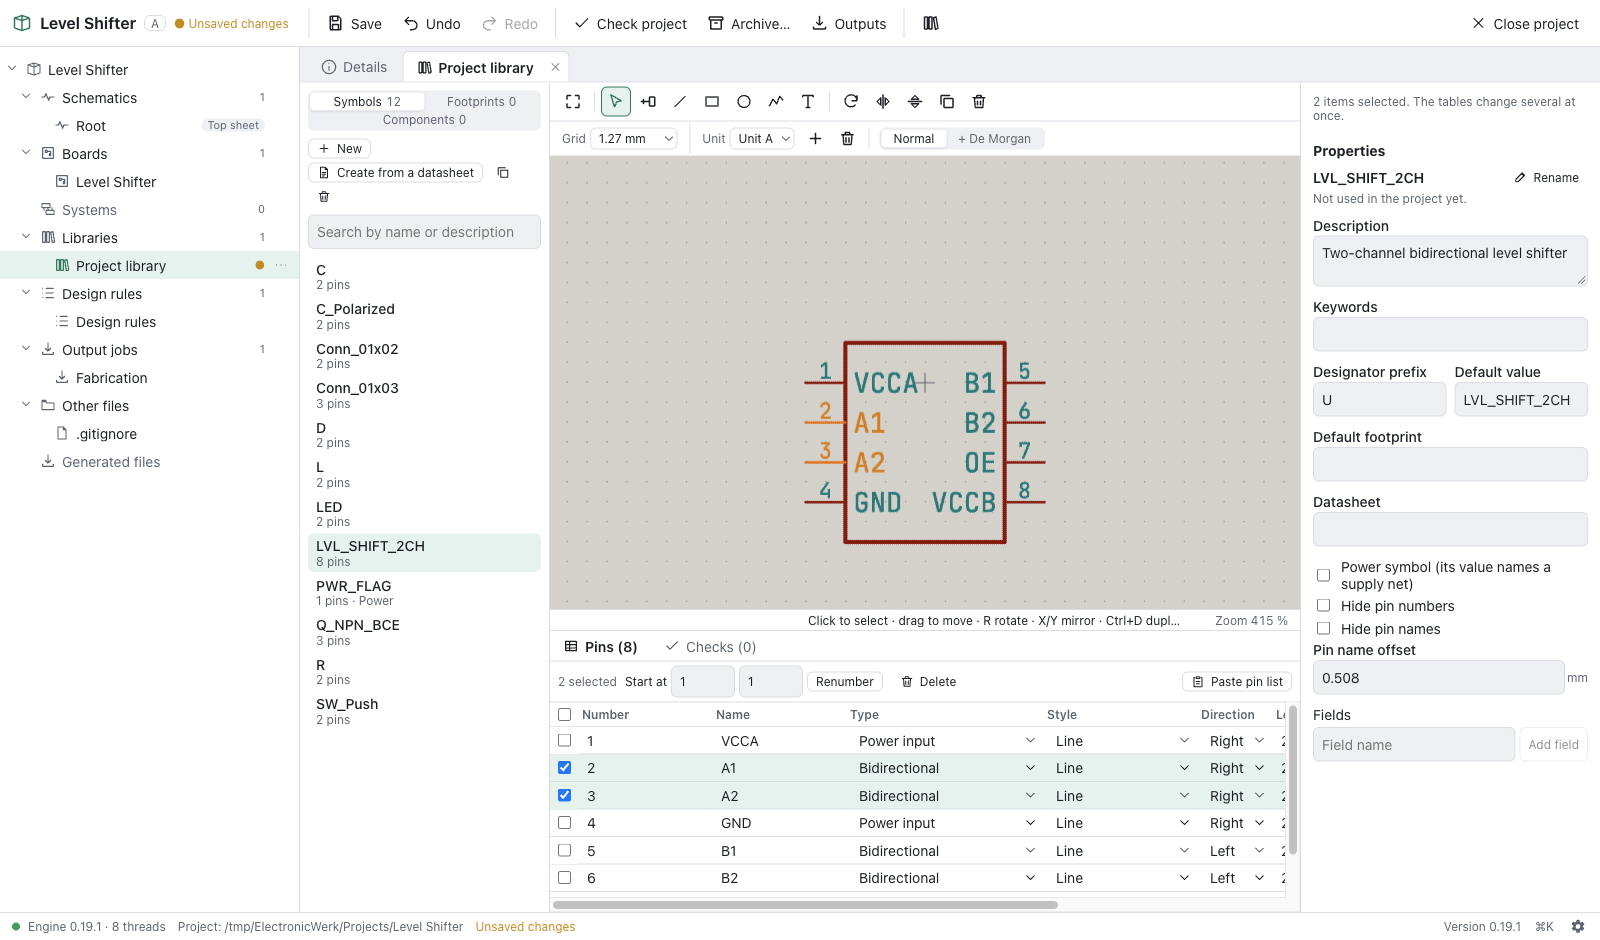 Level Shifter A Unsaved changes Save Undo Redo Check project Archive... Outputs Close project
Level Shifter
Schematics 1
Root Top sheet
Boards 1
Level Shifter
Systems 0
Libraries 1
Project library
Design rules 1
Design rules
Output jobs 1
Fabrication
Other files
.gitignore
Generated files
Details Project library
Symbols 12 Footprints 0
Components 0
New
Create from a datasheet
Search by name or description
C
2 pins
C_Polarized
2 pins
Conn_01x02
2 pins
Conn_01x03
3 pins
D
2 pins
L
2 pins
LED
2 pins
LVL_SHIFT_2CH
8 pins
PWR_FLAG
1 pins · Power
Q_NPN_BCE
3 pins
R
2 pins
SW_Push
2 pins
Grid 1.27 mm Unit Unit A Normal + De Morgan
1 VCCA B1 5
2 A1 B2 6
3 A2 OE 7
4 GND VCCB 8
Click to select · drag to move · R rotate · X/Y mirror · Ctrl+D dupl... Zoom 415 %
Pins (8) Checks (0)
2 selected Start at 1 1 Renumber Delete Paste pin list
Number Name Type Style Direction
1 VCCA Power input Line Right
2 A1 Bidirectional Line Right
3 A2 Bidirectional Line Right
4 GND Power input Line Right
5 B1 Bidirectional Line Left
6 B2 Bidirectional Line Left
2 items selected. The tables change several at
once.
Properties
LVL_SHIFT_2CH Rename
Not used in the project yet.
Description
Two-channel bidirectional level shifter
Keywords
Designator prefix Default value
U LVL_SHIFT_2CH
Default footprint
Datasheet
Power symbol (its value names a
supply net)
Hide pin numbers
Hide pin names
Pin name offset
0.508 mm
Fields
Field name Add field
Engine 0.19.1 · 8 threads Project: /tmp/ElectronicWerk/Projects/Level Shifter Unsaved changes Version 0.19.1 ⌘K